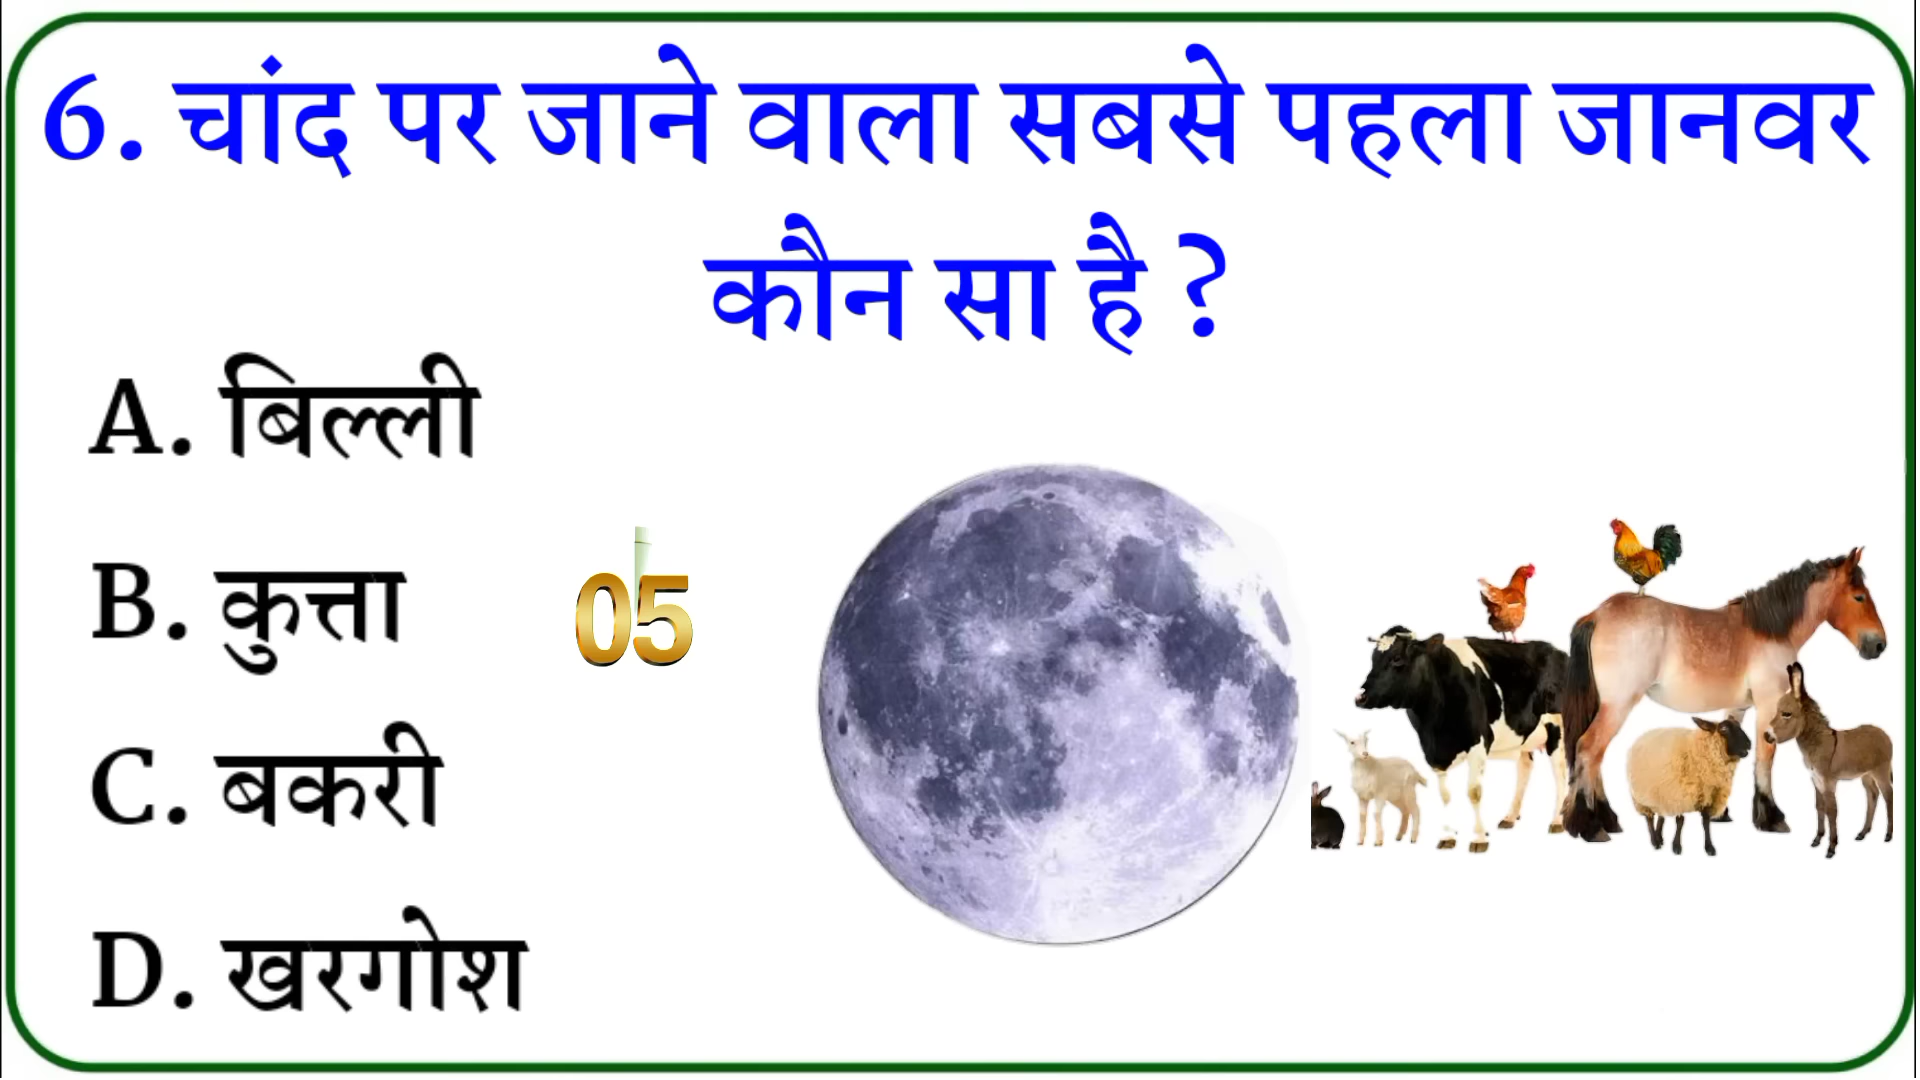 6. चांद पर जाने वाला सबसे पहला जानवर
कौन सा है ?
A. बिल्ली
B. कुत्ता
05
C. बकरी
D. खरगोश